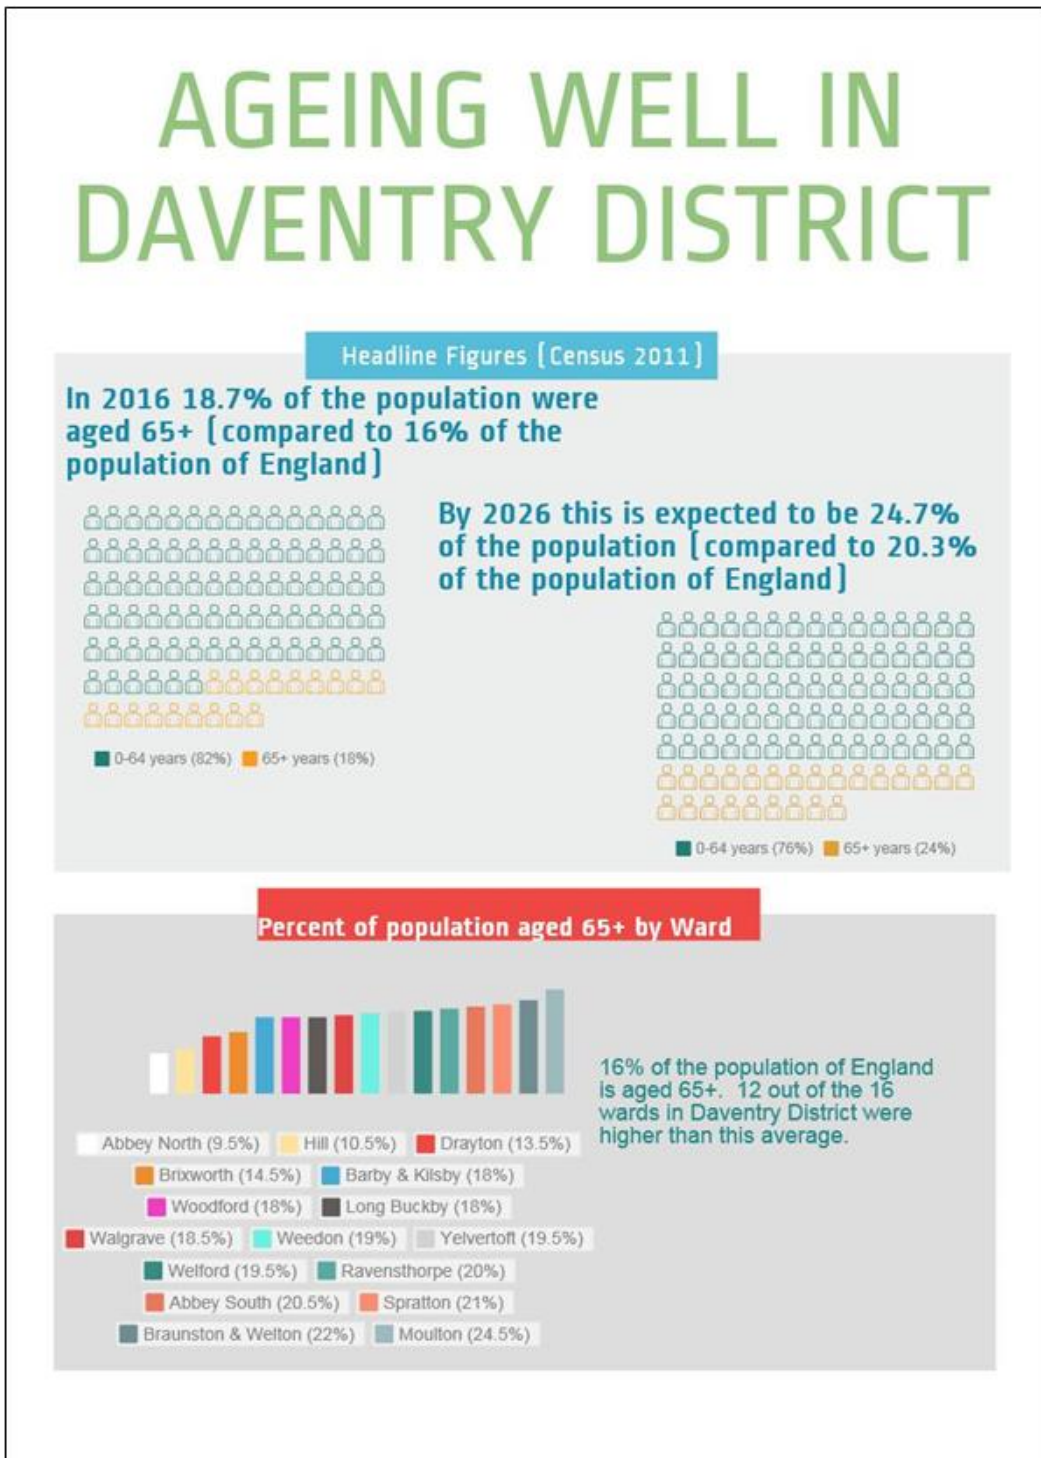 AGEING WELL IN
DAVENTRY DISTRICT
Headline Figures (Census 2011)
In 2016 18.7% of the population were
aged 65+ (compared to 16% of the
population of England)
By 2026 this is expected to be 24.7%
of the population (compared to 20.3%
of the population of England)
0-64 years (82%) 65+ years (18%)
0-64 years (76%) 65+ years (24%)
Percent of population aged 65+ by Ward
16% of the population of England
is aged 65+. 12 out of the 16
wards in Daventry District were
higher than this average.
Abbey North (9.5%) Hill (10.5%) Drayton (13.5%)
Brixworth (14.5%) Barby & Kilsby (18%)
Woodford (18%) Long Buckby (18%)
Walgrave (18.5%) Weedon (19%) Yelvertoft (19.5%)
Welford (19.5%) Ravensthorpe (20%)
Abbey South (20.5%) Spratton (21%)
Braunston & Welton (22%) Moulton (24.5%)